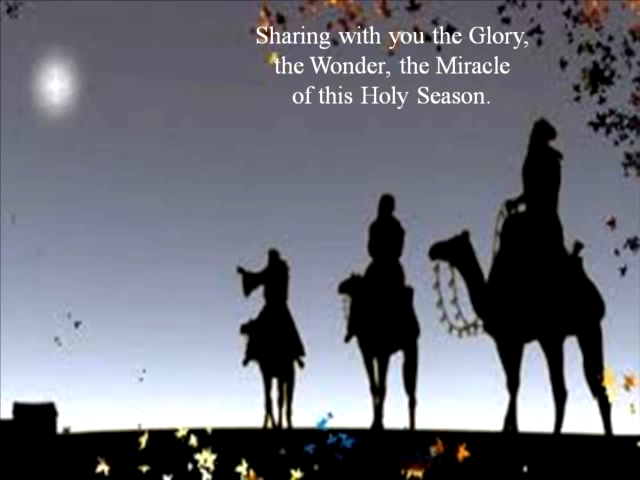 Sharing with you the Glory,
the Wonder, the Miracle
of this Holy Season.